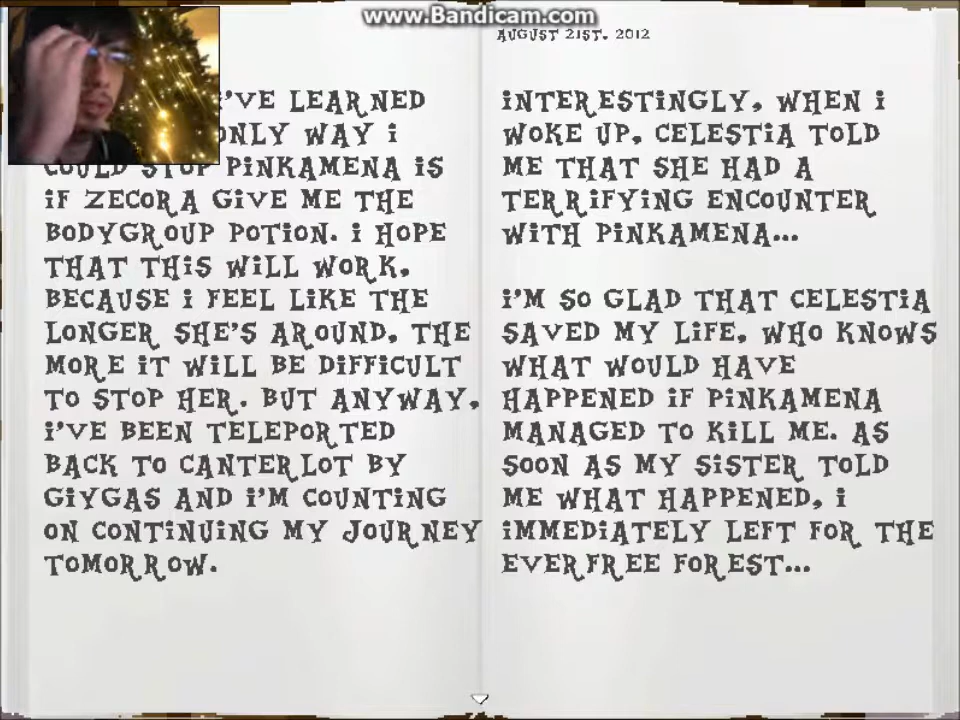 www.Bandicam.com
'VE LEARNED
ONLY WAY I
COULD STOP PINKAMENA IS
IF ZECORA GIVE ME THE
BODYGROUP POTION. I HOPE
THAT THIS WILL WORK,
BECAUSE I FEEL LIKE THE
LONGER SHE'S AROUND, THE
MORE IT WILL BE DIFFICULT
TO STOP HER. BUT ANYWAY,
I'VE BEEN TELEPORTED
BACK TO CANTERLOT BY
GIYGAS AND I'M COUNTING
ON CONTINUING MY JOURNEY
TOMORROW.
AUGUST 21ST, 2012
INTERESTINGLY, WHEN I
WOKE UP, CELESTIA TOLD
ME THAT SHE HAD A
TERRIFYING ENCOUNTER
WITH PINKAMENA...
I'M SO GLAD THAT CELESTIA
SAVED MY LIFE, WHO KNOWS
WHAT WOULD HAVE
HAPPENED IF PINKAMENA
MANAGED TO KILL ME. AS
SOON AS MY SISTER TOLD
ME WHAT HAPPENED, I
IMMEDIATELY LEFT FOR THE
EVERFREE FOREST...